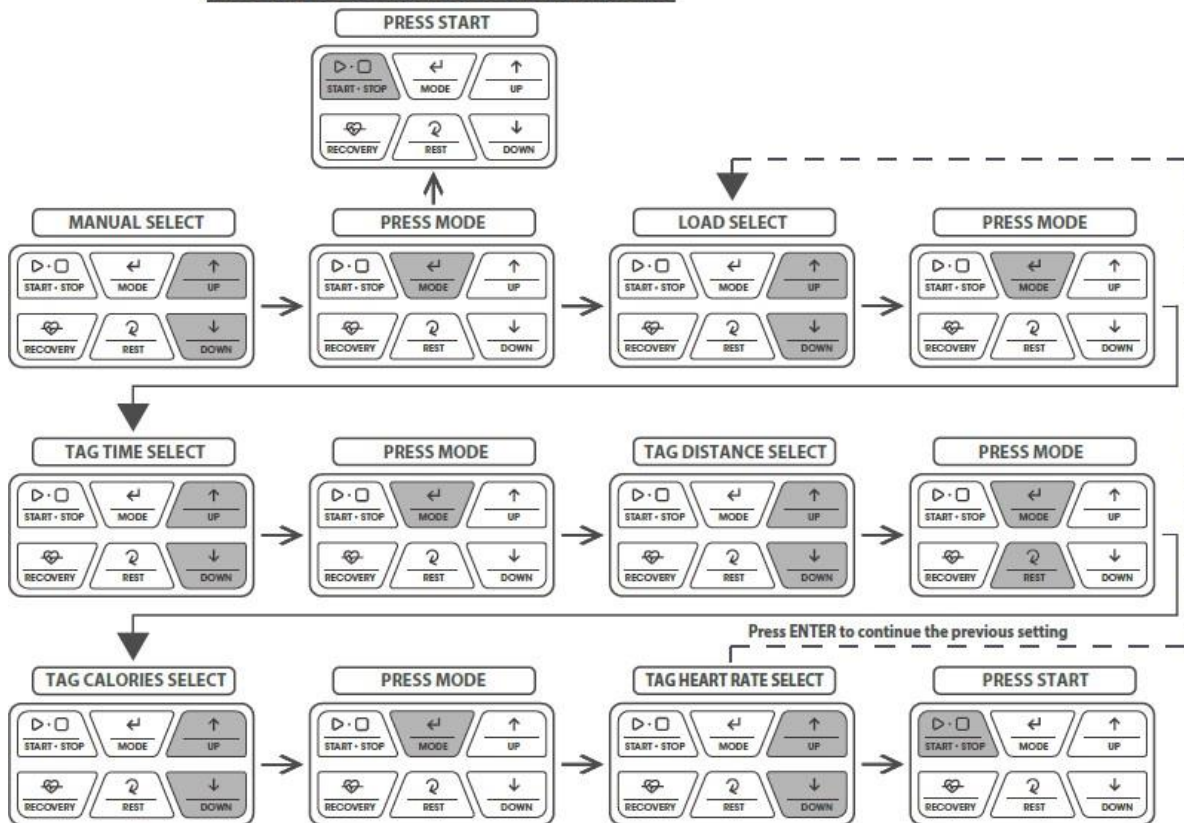 PRESS START
START • STOP MODE UP
RECOVERY REST DOWN
MANUAL SELECT PRESS MODE LOAD SELECT PRESS MODE
START • STOP MODE UP START • STOP MODE UP START • STOP MODE UP START • STOP MODE UP
RECOVERY REST DOWN RECOVERY REST DOWN RECOVERY REST DOWN RECOVERY REST DOWN
TAG TIME SELECT PRESS MODE TAG DISTANCE SELECT PRESS MODE
START • STOP MODE UP START • STOP MODE UP START • STOP MODE UP START • STOP MODE UP
RECOVERY REST DOWN RECOVERY REST DOWN RECOVERY REST DOWN RECOVERY REST DOWN
Press ENTER to continue the previous setting
TAG CALORIES SELECT PRESS MODE TAG HEART RATE SELECT PRESS START
START • STOP MODE UP START • STOP MODE UP START • STOP MODE UP START • STOP MODE UP
RECOVERY REST DOWN RECOVERY REST DOWN RECOVERY REST DOWN RECOVERY REST DOWN